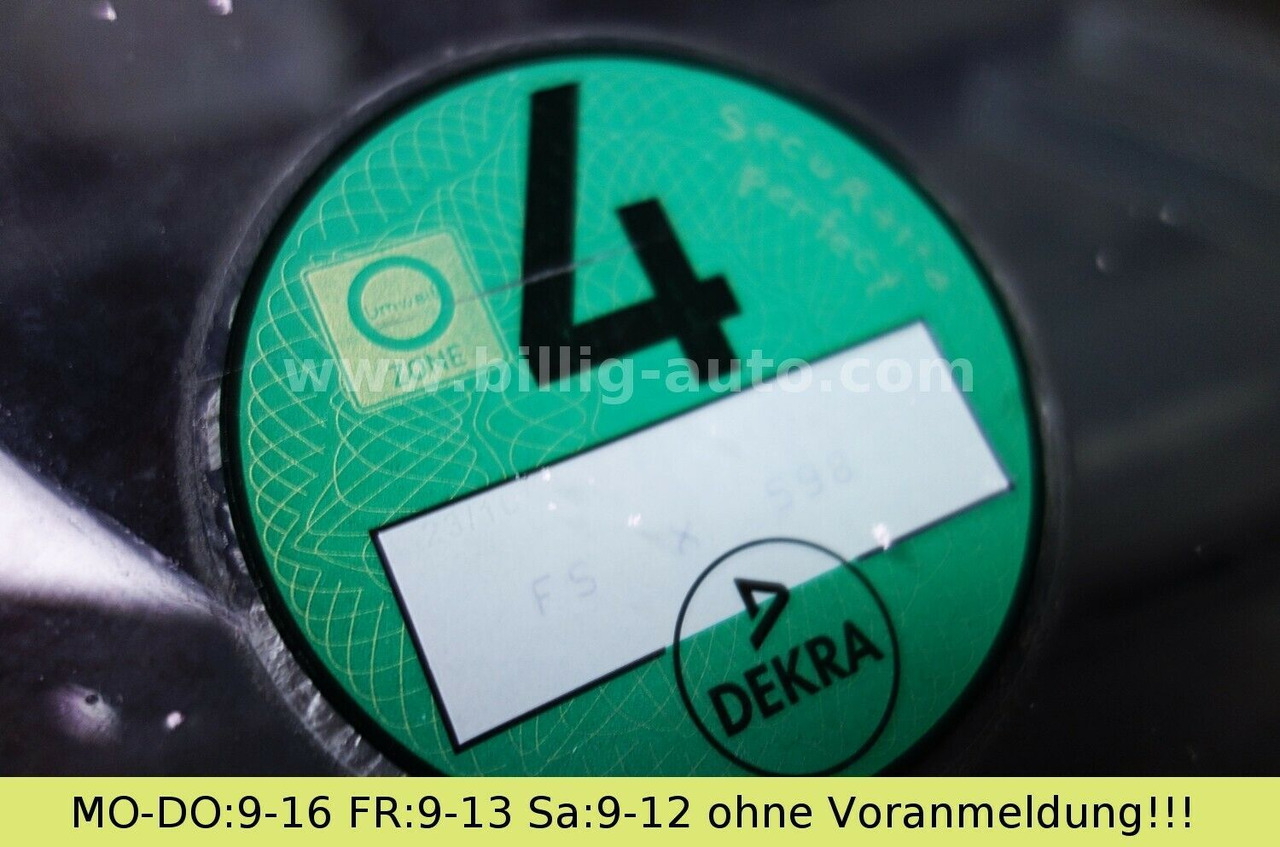 4
SecuRasta
Perfect
Umwelt
ZONE
www.billig-auto.com
FS X 598
DEKRA
MO-DO:9-16 FR:9-13 Sa:9-12 ohne Voranmeldung!!!